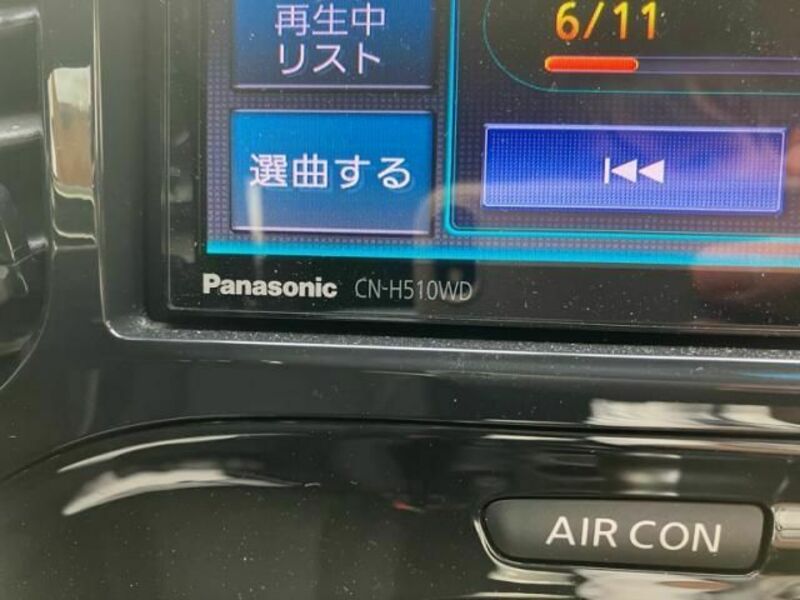 再生中
リスト
6/11
選曲する
Panasonic CN-H510WD
AIR CON